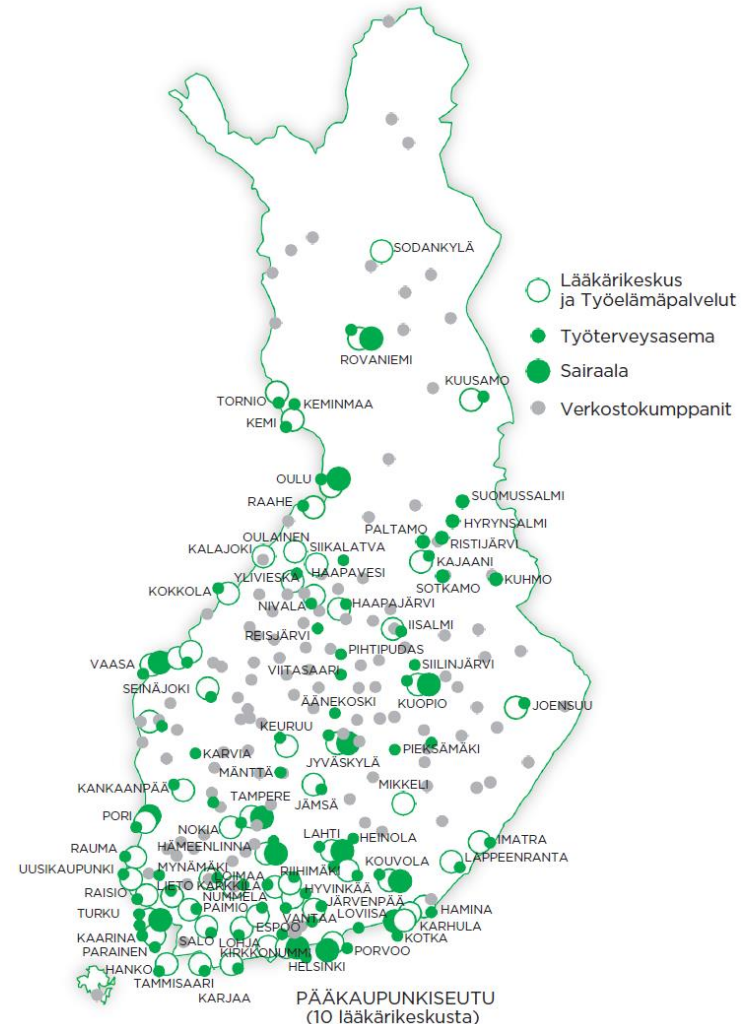 SODANKYLÄ
Lääkärikeskus
ja Työelämäpalvelut
Työterveysasema
Sairaala
Verkostokumppanit
ROVANIEMI
KUUSAMO
TORNIO
KEMINMAA
KEMI
OULU
RAAHE
SUOMUSSALMI
HYRYNSALMI
PALTAMO
RISTIJÄRVI
OULAINEN
KALAJOKI
SIIKALATVA
KAJAANI
YLIVIESKA
HAAPAVESI
KUHMO
SOTKAMO
KOKKOLA
NIVALA
HAAPAJÄRVI
REISJÄRVI
IISALMI
PIHTIPUDAS
VAASA
VIITASAARI
SIILINJÄRVI
SEINÄJOKI
ÄÄNEKOSKI
KUOPIO
JOENSUU
KEURUU
KARVIA
JYVÄSKYLÄ
PIEKSÄMÄKI
MÄNTTÄ
KANKAANPÄÄ
TAMPERE
JÄMSÄ
MIKKELI
PORI
NOKIA
LAHTI
HEINOLA
IMATRA
RAUMA
HÄMEENLINNA
KOUVOLA
LAPPEENRANTA
UUSIKAUPUNKI
MYNÄMÄKI
LOIMAA
RIIHIMÄKI
RAISIO
LIETO
KARKKILA
HYVINKÄÄ
NUMMELA
JÄRVENPÄÄ
TURKU
PAIMIO
VANTAA
LOVIISA
HAMINA
KARHULA
KAARINA
SALO
LOHJA
ESPOO
KOTKA
PARAINEN
KIRKKONUMMI
PORVOO
HANKO
HELSINKI
TAMMISAARI
KARJAA
PÄÄKAUPUNKISEUTU
(10 lääkärikeskusta)